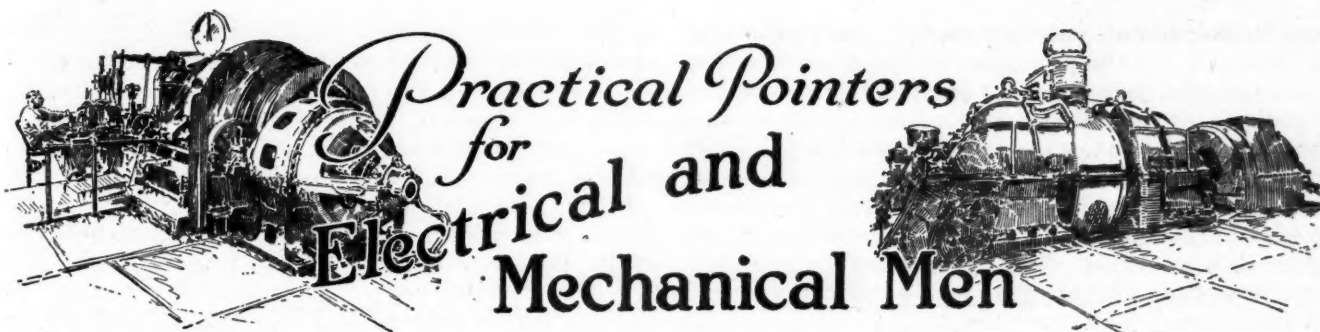 Practical Pointers
for
Electrical and
Mechanical Men